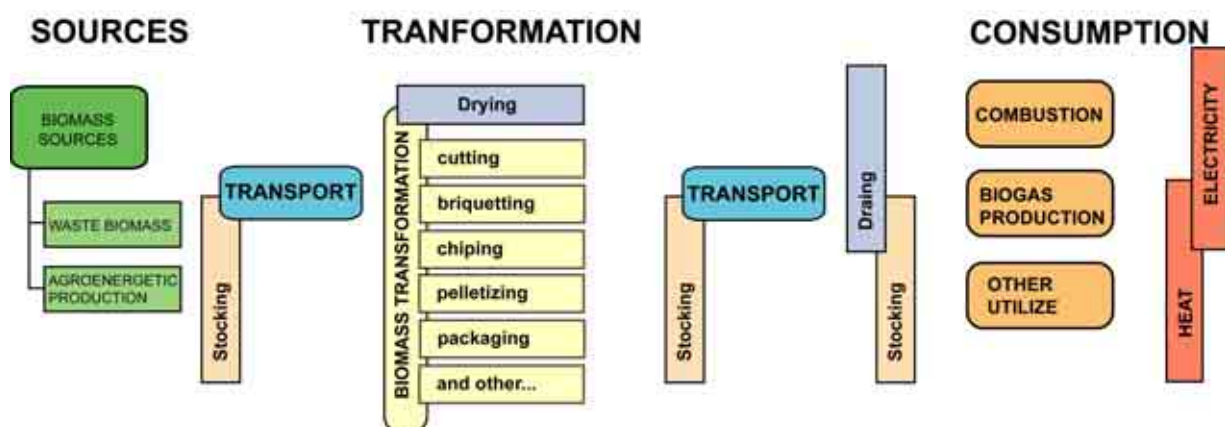 SOURCES
TRANFORMATION
CONSUMPTION
BIOMASS
SOURCES
WASTE BIOMASS
AGROENERGETIC
PRODUCTION
Stocking
TRANSPORT
BIOMASS TRANSFORMATION
Drying
cutting
briquetting
chiping
pelletizing
packaging
and other...
Stocking
TRANSPORT
Draing
Stocking
COMBUSTION
BIOGAS
PRODUCTION
OTHER
UTILIZE
HEAT
ELECTRICITY